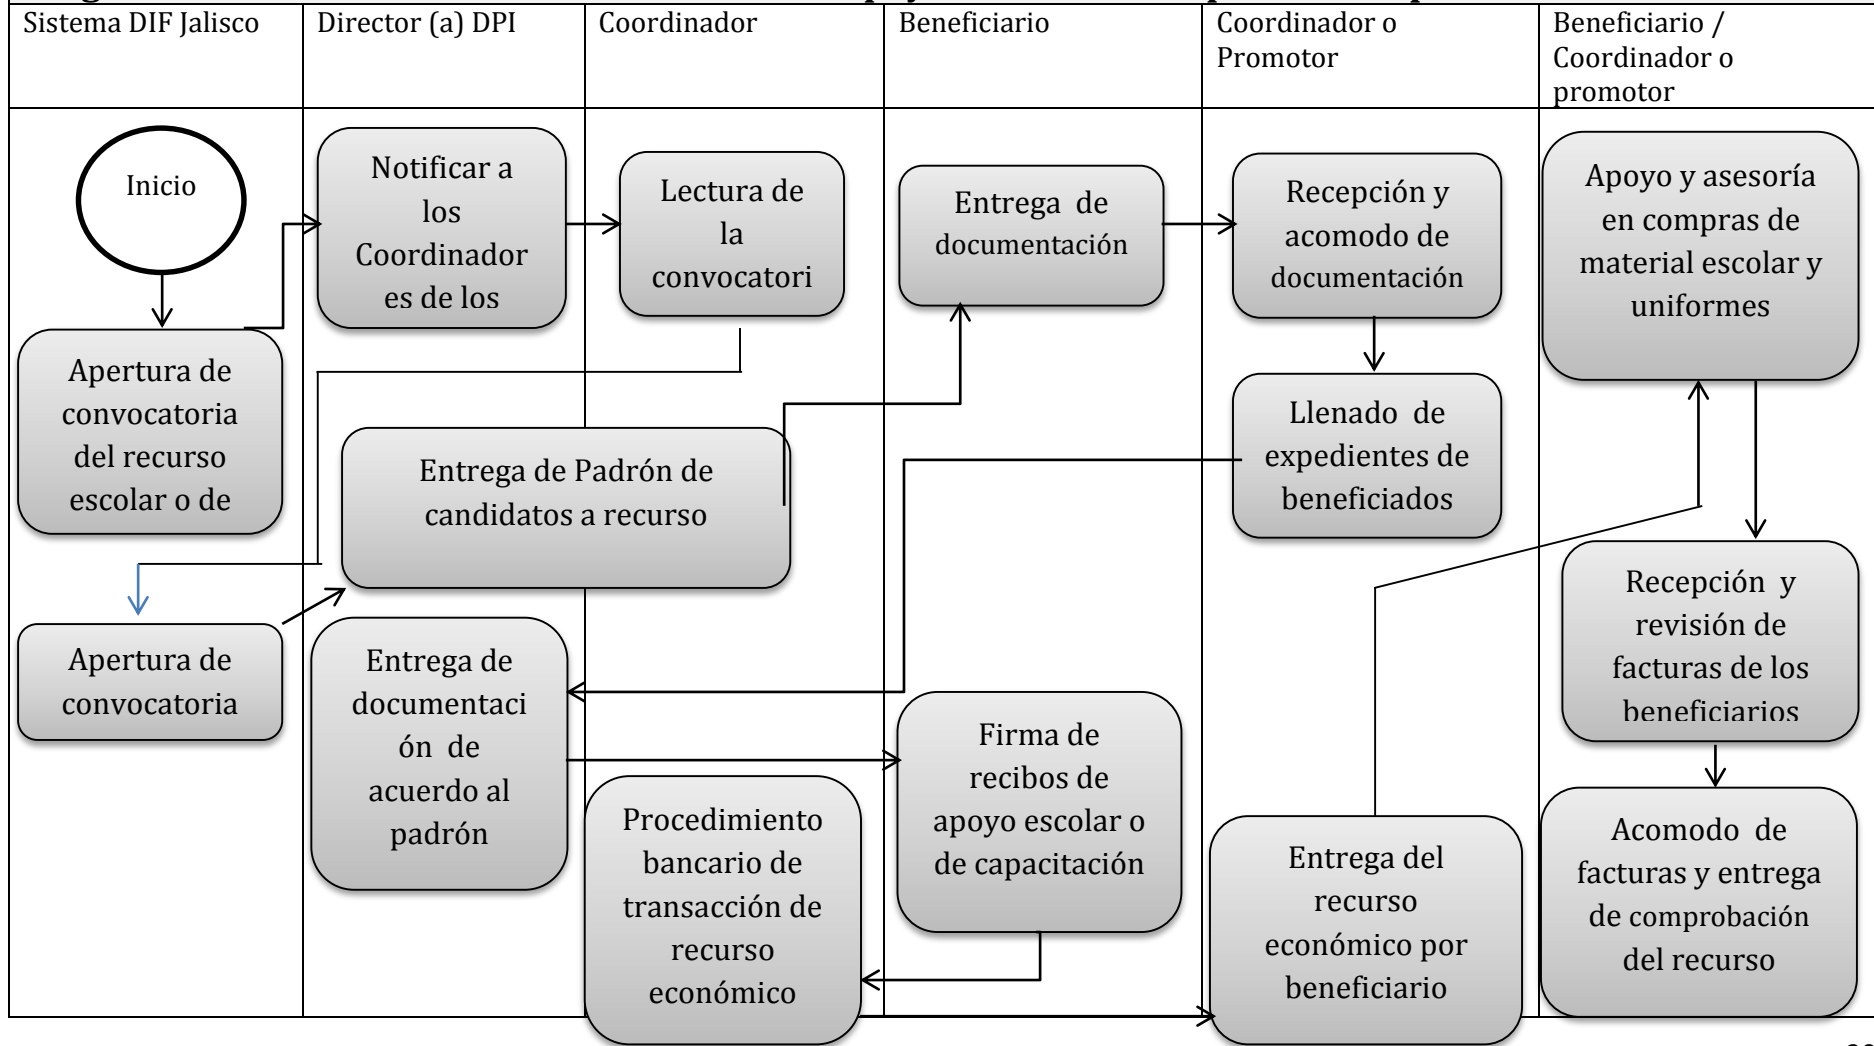 Sistema DIF Jalisco
Director (a) DPI
Coordinador
Beneficiario
Coordinador o
Promotor
Beneficiario /
Coordinador o
promotor
Inicio
Notificar a
los
Coordinador
es de los
Lectura de
la
convocatori
Entrega de
documentación
Recepción y
acomodo de
documentación
Apoyo y asesoría
en compras de
material escolar y
uniformes
Apertura de
convocatoria
del recurso
escolar o de
Entrega de Padrón de
candidatos a recurso
Llenado de
expedientes de
beneficiados
Recepción y
revisión de
facturas de los
beneficiarios
Apertura de
convocatoria
Entrega de
documentaci
ón de
acuerdo al
padrón
Firma de
recibos de
apoyo escolar o
de capacitación
Procedimiento
bancario de
transacción de
recurso
económico
Entrega del
recurso
económico por
beneficiario
Acomodo de
facturas y entrega
de comprobación
del recurso